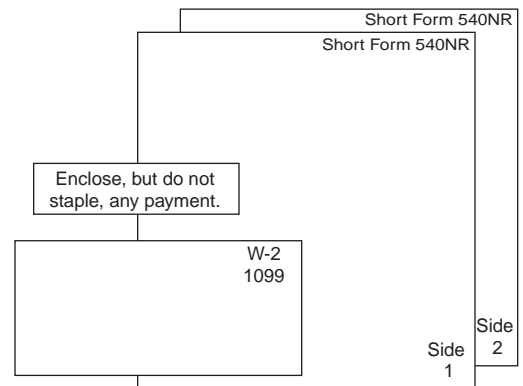 Short Form 540NR
Short Form 540NR
Enclose, but do not
staple, any payment.
W-2
1099
Side
2
Side
1